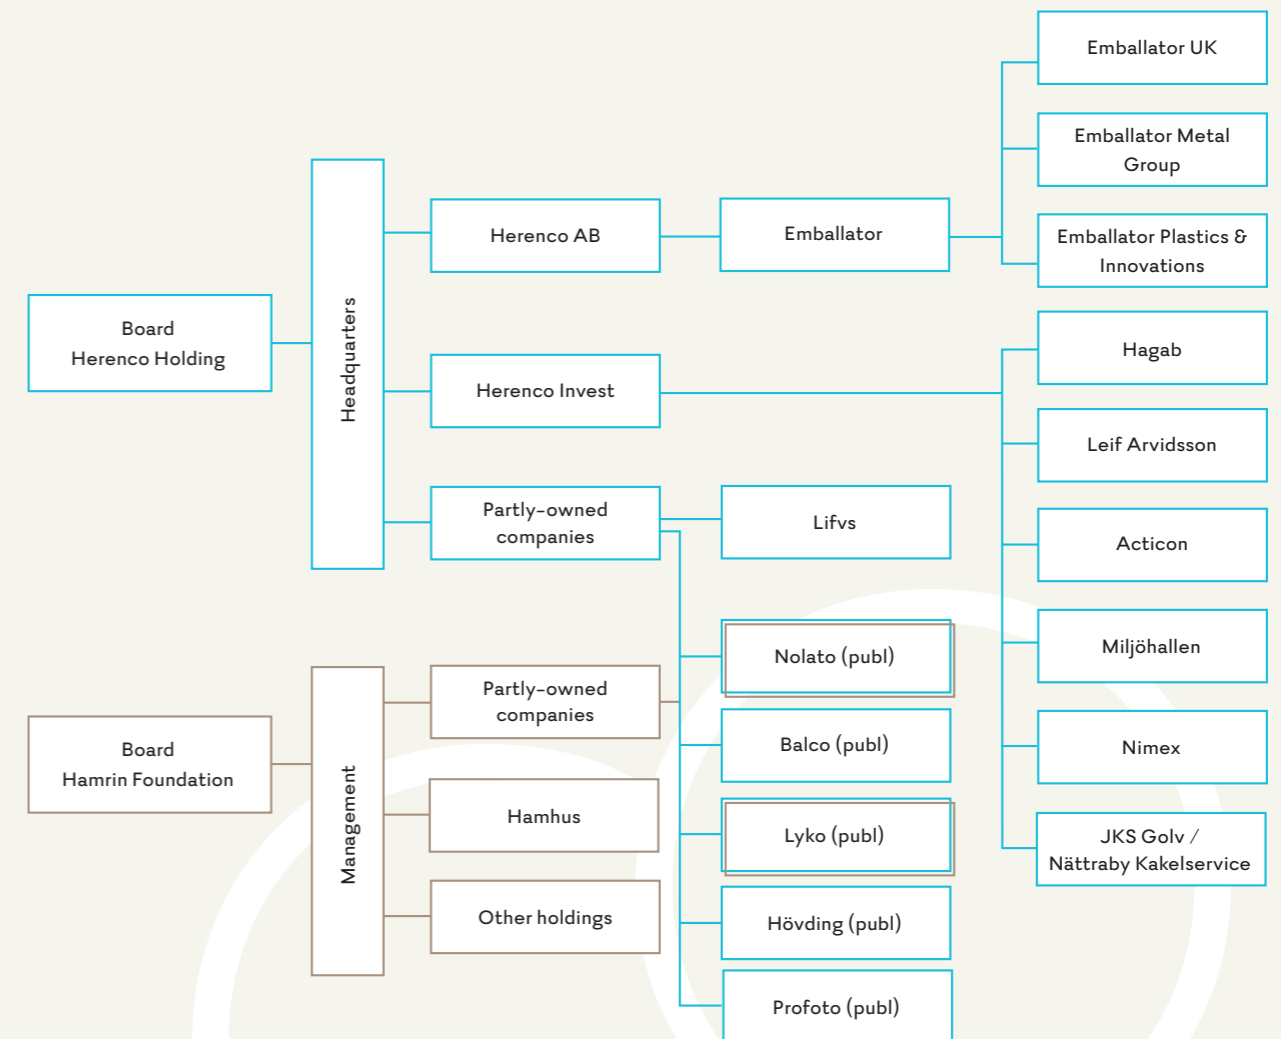 Board
Herenco Holding
Headquarters
Herenco AB
Emballator
Emballator UK
Emballator Metal
Group
Emballator Plastics &
Innovations
Herenco Invest
Hagab
Leif Arvidsson
Acticon
Miljöhallen
Nimex
JKS Golv /
Nättraby Kakelservice
Partly-owned
companies
Lifvs
Nolato (publ)
Balco (publ)
Lyko (publ)
Hövding (publ)
Profoto (publ)
Board
Hamrin Foundation
Management
Partly-owned
companies
Hamhus
Other holdings